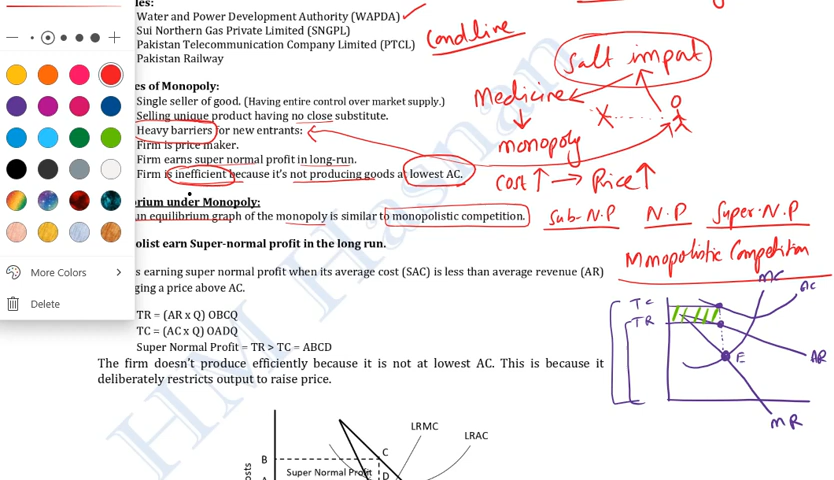 les:
Water and Power Development Authority (WAPDA)
Sui Northern Gas Private Limited (SNGPL)
Pakistan Telecommunication Company Limited (PTCL)
Pakistan Railway
es of Monopoly:
Single seller of good. (Having entire control over market supply.)
Selling unique product having no close substitute.
Heavy barriers for new entrants:
Firm is price maker.
Firm earns super normal profit in long-run.
Firm is inefficient because it's not producing goods at lowest AC.
rium under Monopoly:
un equilibrium graph of the monopoly is similar to monopolistic competition.
olist earn Super-normal profit in the long run.
s earning super normal profit when its average cost (SAC) is less than average revenue (AR)
ging a price above AC.
TR = (AR x Q) OBCQ
TC = (AC x Q) OADQ
Super Normal Profit = TR > TC = ABCD
The firm doesn't produce efficiently because it is not at lowest AC. This is because it
deliberately restricts output to raise price.
More Colors
Delete
Condline
Salt impot
Medicine
monopoly
Cost ↑ → Price ↑
Sub-N.P N.P Super-N.P
Monopolistic Competition
TC
TR
MC
AC
E
AR
MR
LRMC
LRAC
B
C
Super Normal Profit
D
A
osts
HM Hasnan